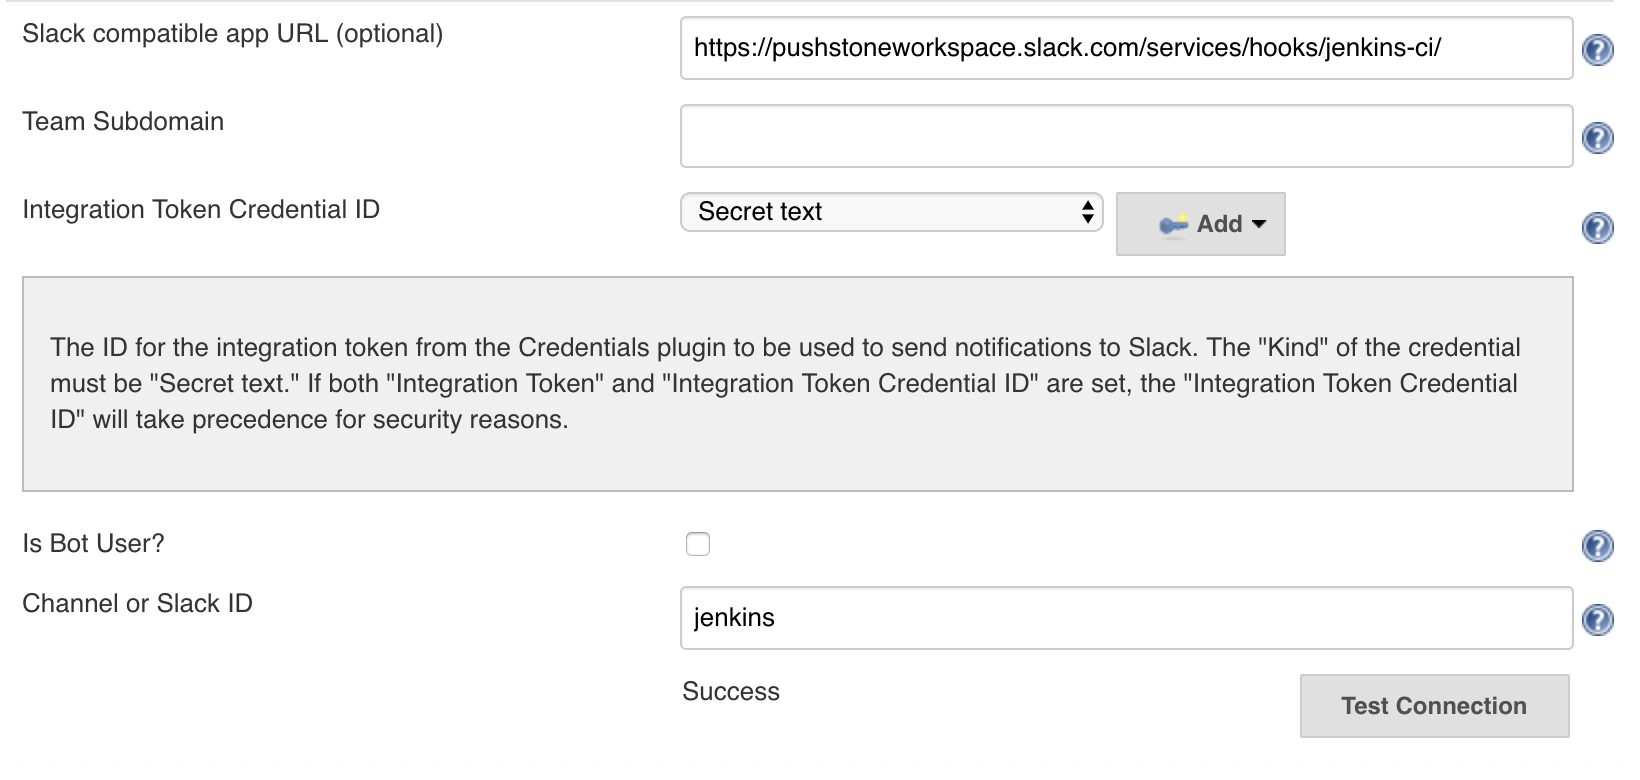 Slack compatible app URL (optional)
https://pushstoneworkspace.slack.com/services/hooks/jenkins-ci/
Team Subdomain
Integration Token Credential ID
Secret text
Add
The ID for the integration token from the Credentials plugin to be used to send notifications to Slack. The "Kind" of the credential
must be "Secret text." If both "Integration Token" and "Integration Token Credential ID" are set, the "Integration Token Credential
ID" will take precedence for security reasons.
Is Bot User?
Channel or Slack ID
jenkins
Success
Test Connection